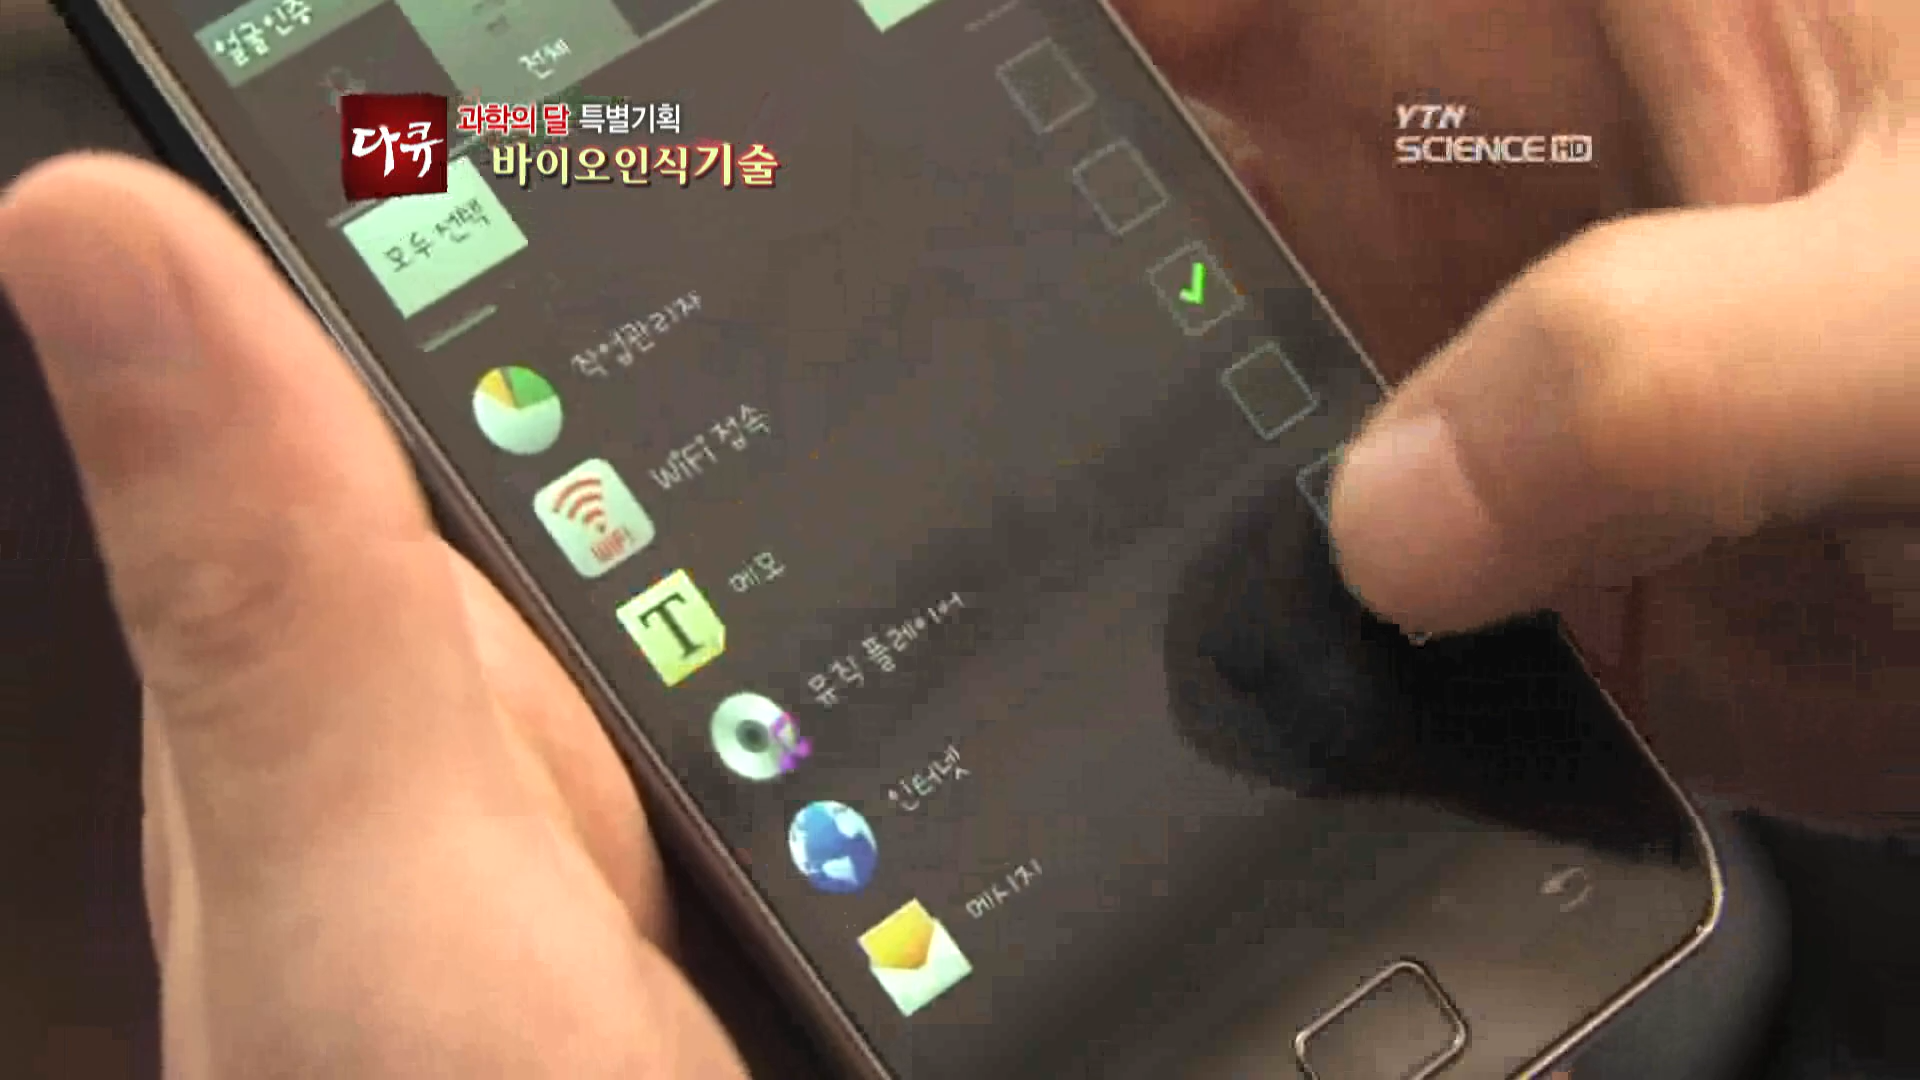 얼굴인증
전체
다큐
과학의 달 특별기획
바이오인식기술
YTN
SCIENCE HD
모두 선택
작업관리자
WiFi 접속
WiFi
메모
T
뮤직 플레이어
인터넷
메시지